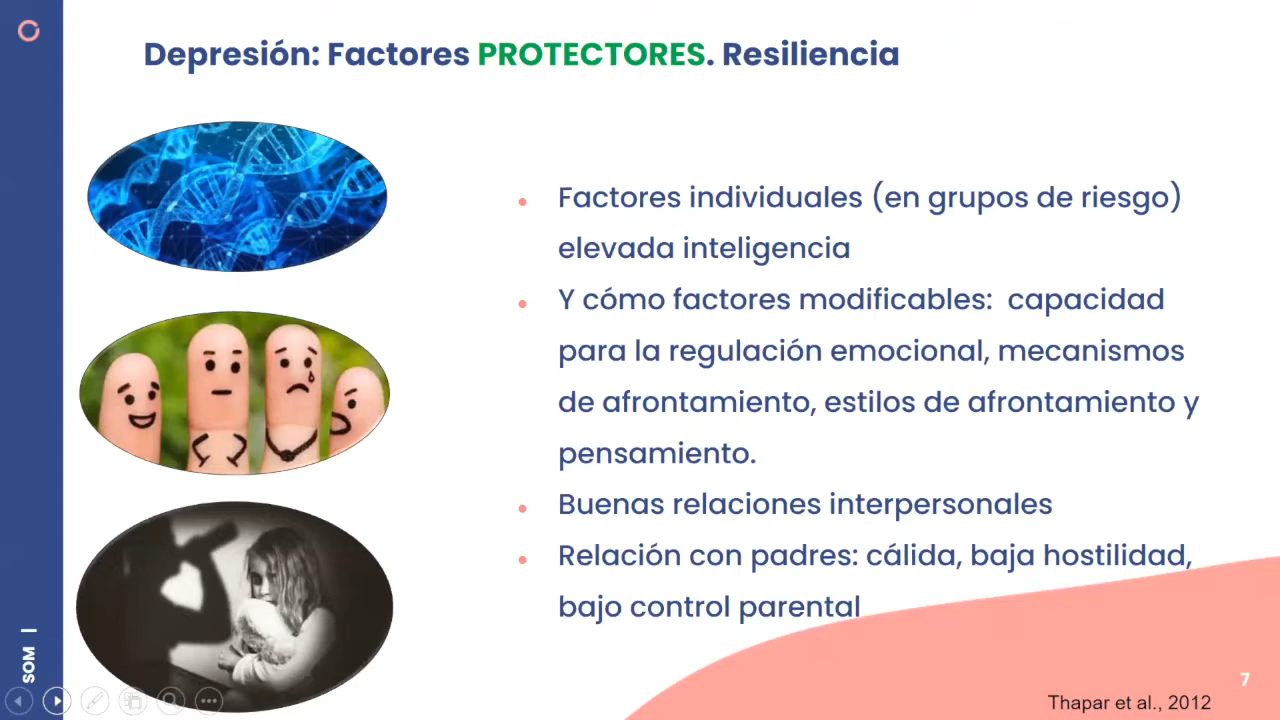 Depresión: Factores PROTECTORES. Resiliencia
Factores individuales (en grupos de riesgo)
elevada inteligencia
Y cómo factores modificables:  capacidad
para la regulación emocional, mecanismos
de afrontamiento, estilos de afrontamiento y
pensamiento.
Buenas relaciones interpersonales
Relación con padres: cálida, baja hostilidad,
bajo control parental
SOM |
7
Thapar et al., 2012